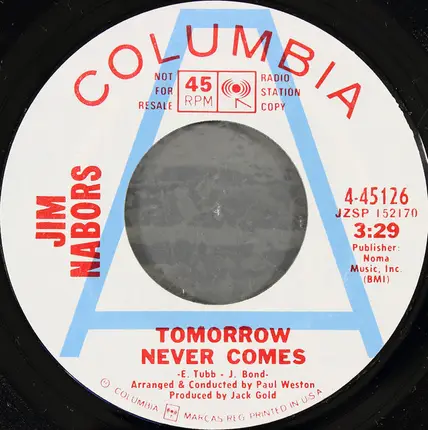 COLUMBIA
NOT
FOR
RESALE
45
RPM
RADIO
STATION
COPY
JIM
NABORS
4-45126
JZSP 152170
3:29
Publisher:
Noma
Music, Inc.
(BMI)
A
TOMORROW
NEVER COMES
-E. Tubb - J. Bond-
Arranged & Conducted by Paul Weston
Produced by Jack Gold
Ⓒ COLUMBIA MARCAS REG. PRINTED IN U.S.A.